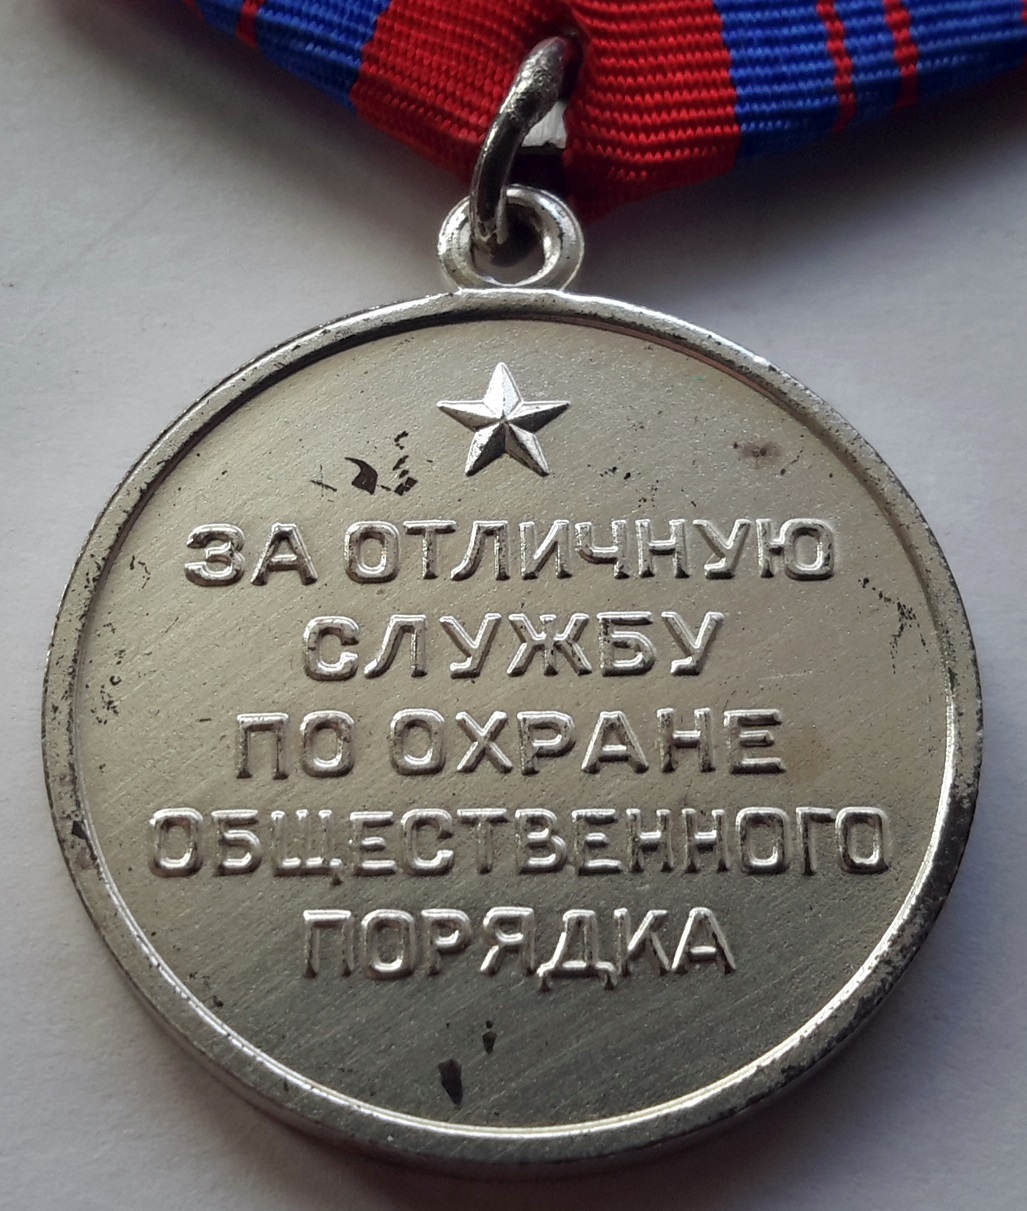 ЗА ОТЛИЧНУЮ
СЛУЖБУ
ПО ОХРАНЕ
ОБЩЕСТВЕННОГО
ПОРЯДКА